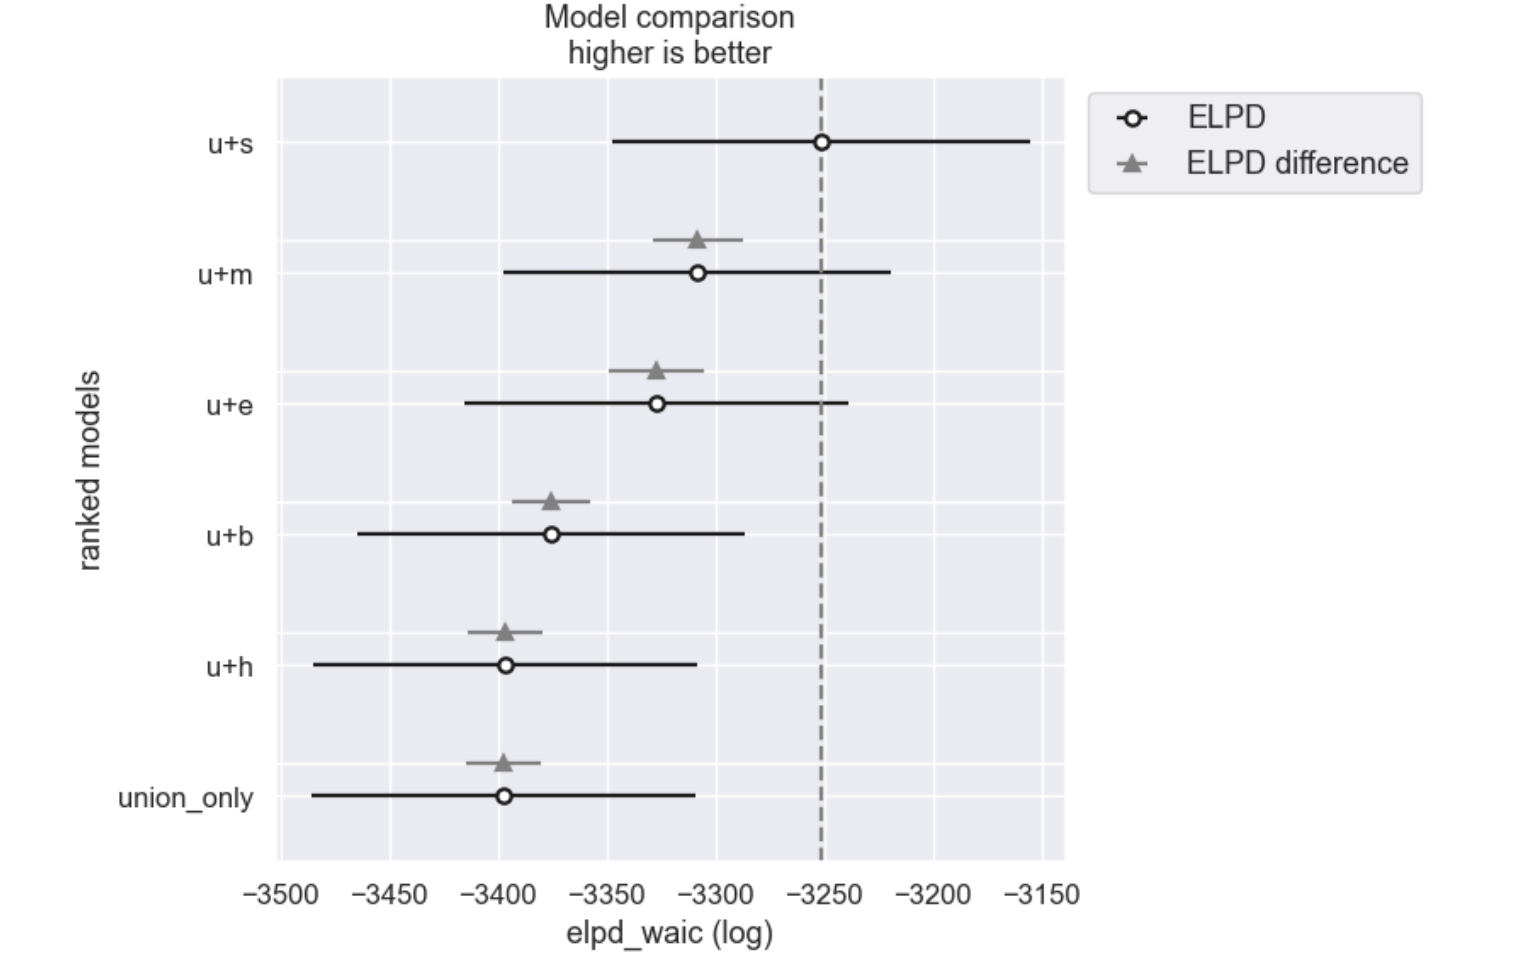 Model comparison
higher is better
ELPD
ELPD difference
ranked models
u+s
u+m
u+e
u+b
u+h
union_only
−3500 −3450 −3400 −3350 −3300 −3250 −3200 −3150
elpd_waic (log)